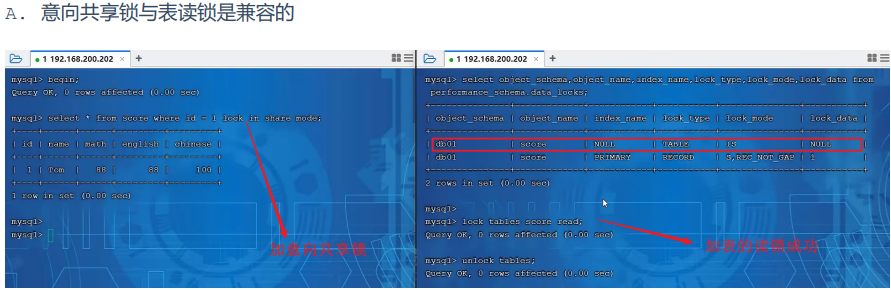 A. 意向共享锁与表读锁是兼容的
1 192.168.200.202 × +
mysql> begin;
Query OK, 0 rows affected (0.00 sec)
mysql> select * from score where id = 1 lock in share mode;
+----+------+------+---------+---------+
| id | name | math | english | chinese |
+----+------+------+---------+---------+
| 1 | Tom | 88 | 88 | 100 |
+----+------+------+---------+---------+
1 row in set (0.00 sec)
mysql>
mysql>
加意向共享锁
1 192.168.200.202 × +
mysql> select object_schema,object_name,index_name,lock_type,lock_mode,lock_data from
performance_schema.data_locks;
+---------------+-------------+------------+-----------+---------------+-----------+
| object_schema | object_name | index_name | lock_type | lock_mode | lock_data |
+---------------+-------------+------------+-----------+---------------+-----------+
| db01 | score | NULL | TABLE | IS | NULL |
| db01 | score | PRIMARY | RECORD | S,REC_NOT_GAP | 1 |
+---------------+-------------+------------+-----------+---------------+-----------+
2 rows in set (0.00 sec)
mysql>
mysql> lock tables score read;
Query OK, 0 rows affected (0.00 sec)
加表的读锁成功
mysql> unlock tables;
Query OK, 0 rows affected (0.00 sec)